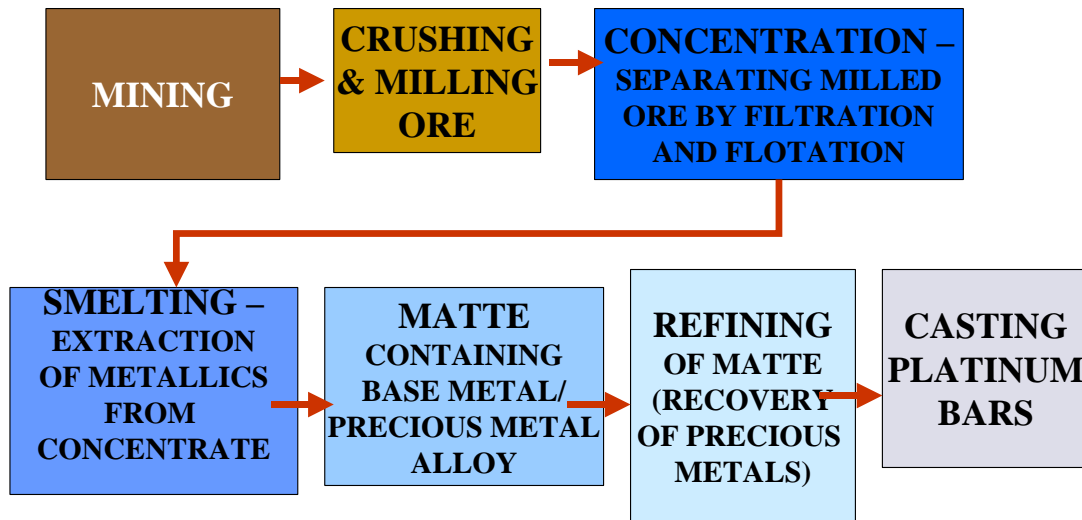 MINING
CRUSHING
& MILLING
ORE
CONCENTRATION –
SEPARATING MILLED
ORE BY FILTRATION
AND FLOTATION
SMELTING –
EXTRACTION
OF METALLICS
FROM
CONCENTRATE
MATTE
CONTAINING
BASE METAL/
PRECIOUS METAL
ALLOY
REFINING
OF MATTE
(RECOVERY
OF PRECIOUS
METALS)
CASTING
PLATINUM
BARS